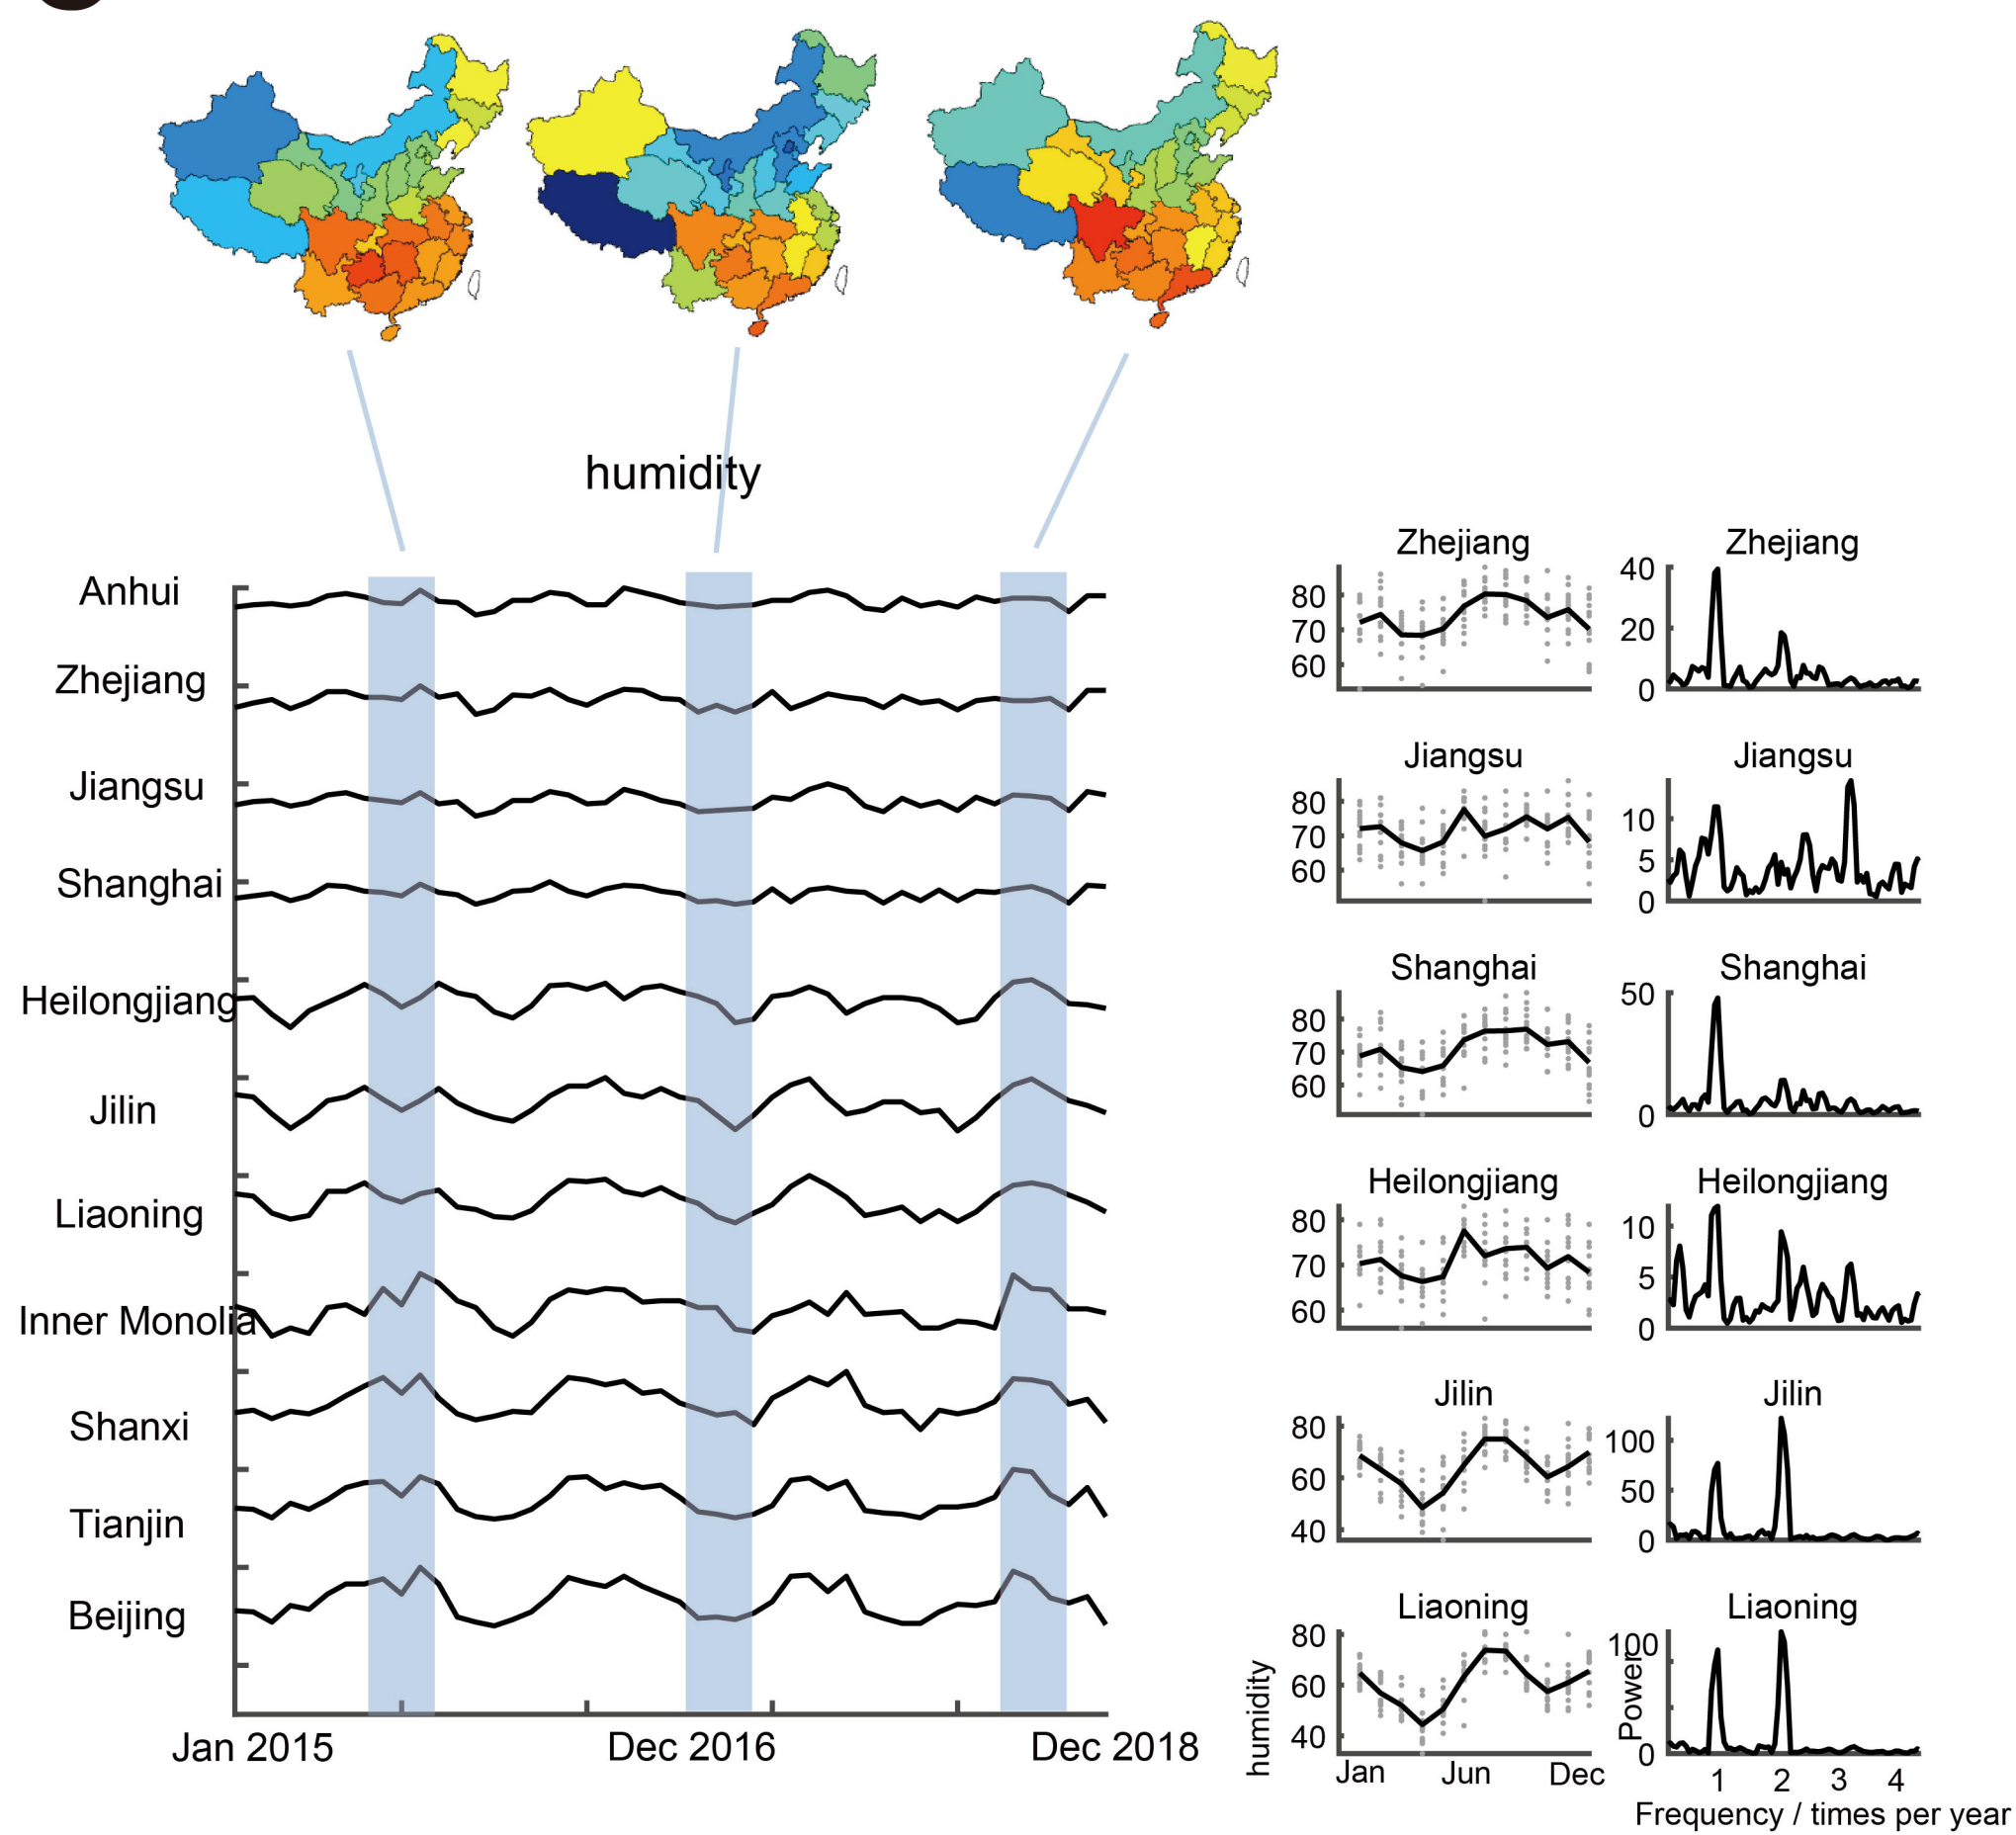 humidity
Anhui
Zhejiang
Jiangsu
Shanghai
Heilongjiang
Jilin
Liaoning
Inner Monolia
Shanxi
Tianjin
Beijing
Jan 2015
Dec 2016
Dec 2018
Zhejiang
80
70
60
Zhejiang
40
20
0
Jiangsu
80
70
60
Jiangsu
10
5
0
Shanghai
80
70
60
Shanghai
50
0
Heilongjiang
80
70
60
Heilongjiang
10
5
0
Jilin
80
60
40
Jilin
100
50
0
Liaoning
80
60
40
humidity
Jan
Jun
Dec
Liaoning
100
0
Power
1
2
3
4
Frequency / times per year